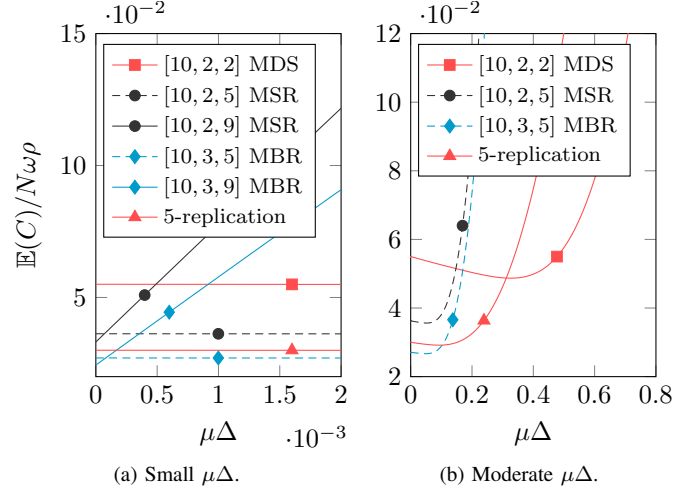 ·10⁻²
15
10
5
𝔼(C)/Nωρ
[10, 2, 2] MDS
[10, 2, 5] MSR
[10, 2, 9] MSR
[10, 3, 5] MBR
[10, 3, 9] MBR
5-replication
0 0.5 1 1.5 2
μΔ ·10⁻³
(a) Small μΔ.
·10⁻²
12
10
8
6
4
2
[10, 2, 2] MDS
[10, 2, 5] MSR
[10, 3, 5] MBR
5-replication
0 0.2 0.4 0.6 0.8
μΔ
(b) Moderate μΔ.